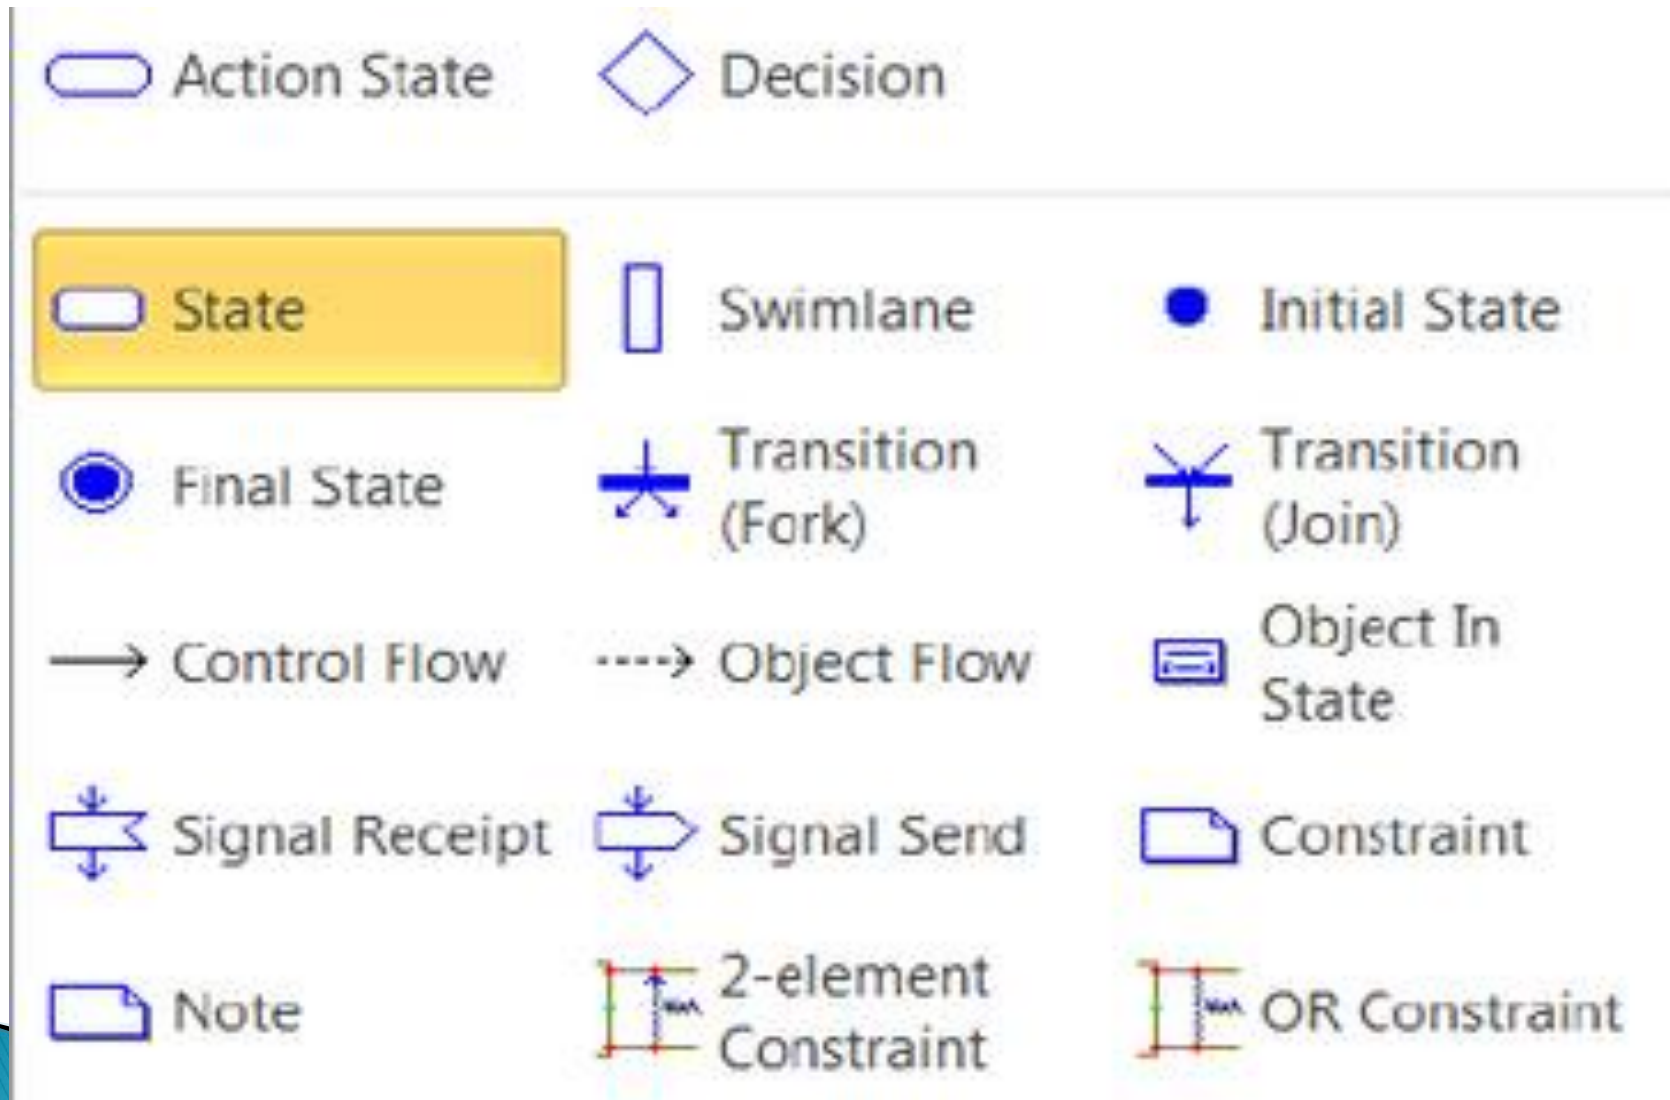 Action State
Decision
State
Swimlane
Initial State
Final State
Transition
(Fork)
Transition
(Join)
Control Flow
Object Flow
Object In
State
Signal Receipt
Signal Send
Constraint
Note
2-element
Constraint
OR Constraint